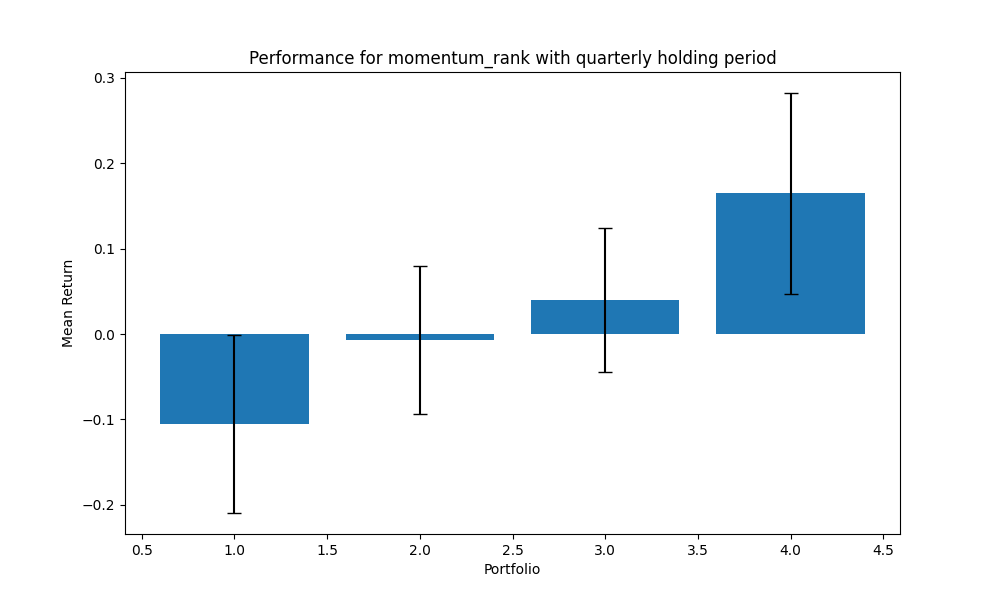 Performance for momentum_rank with quarterly holding period
0.3
0.2
0.1
0.0
−0.1
−0.2
Mean Return
0.5 1.0 1.5 2.0 2.5 3.0 3.5 4.0 4.5
Portfolio